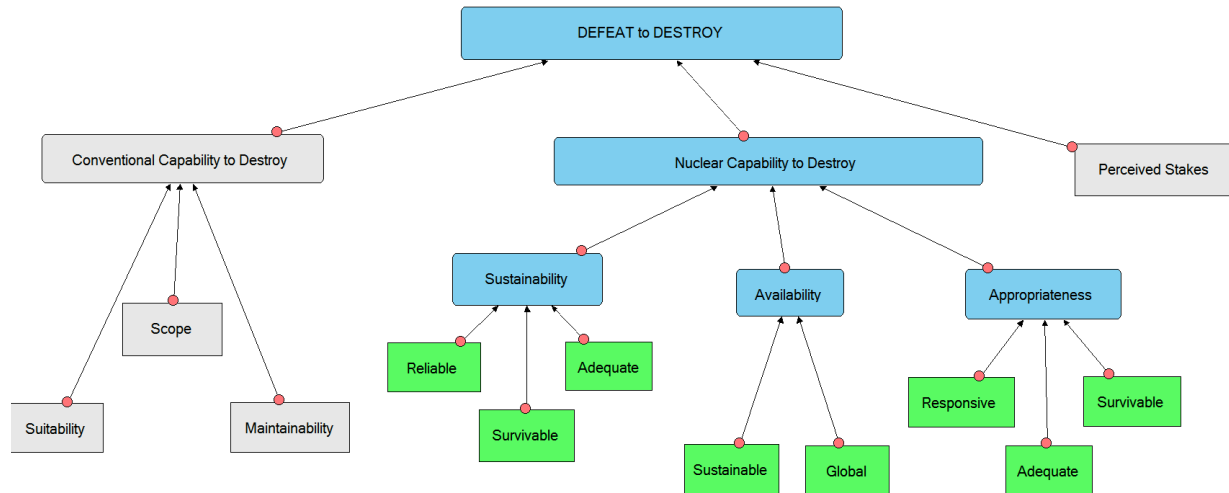 DEFEAT to DESTROY
Conventional Capability to Destroy
Nuclear Capability to Destroy
Perceived Stakes
Sustainability
Availability
Appropriateness
Scope
Reliable
Adequate
Responsive
Survivable
Suitability
Maintainability
Survivable
Sustainable
Global
Adequate